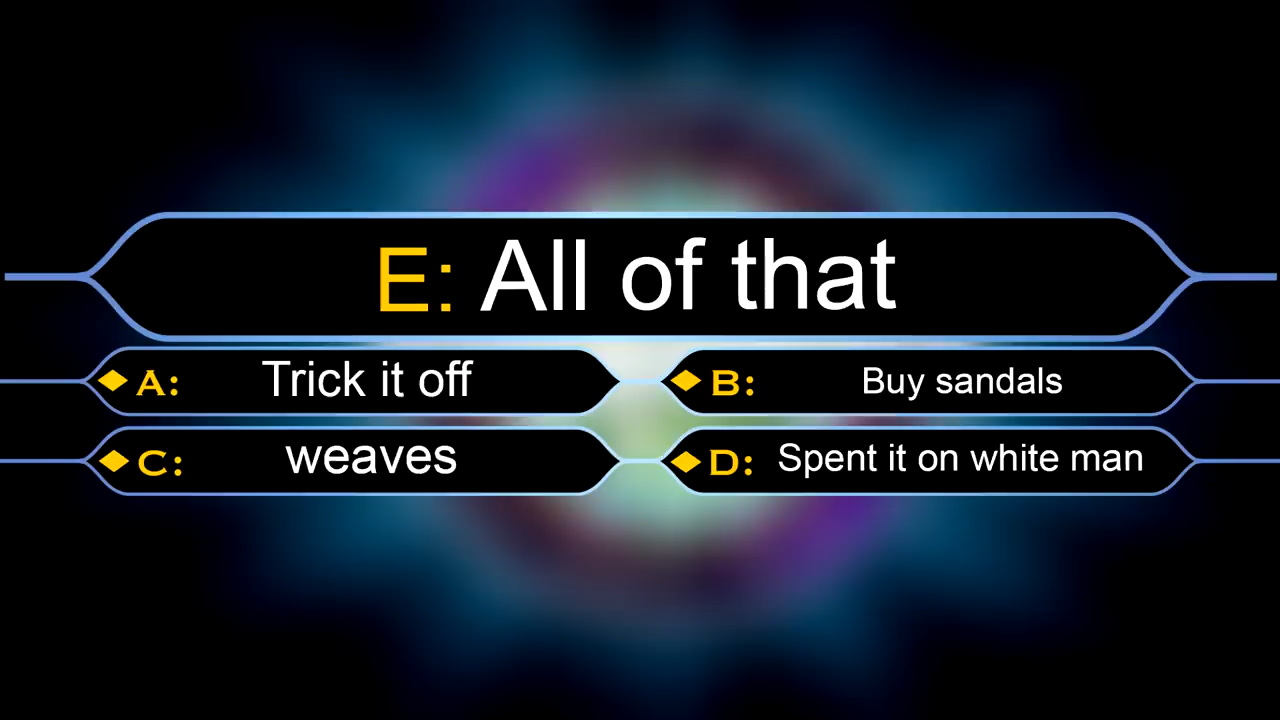 E: All of that
A: Trick it off
B: Buy sandals
C: weaves
D: Spent it on white man